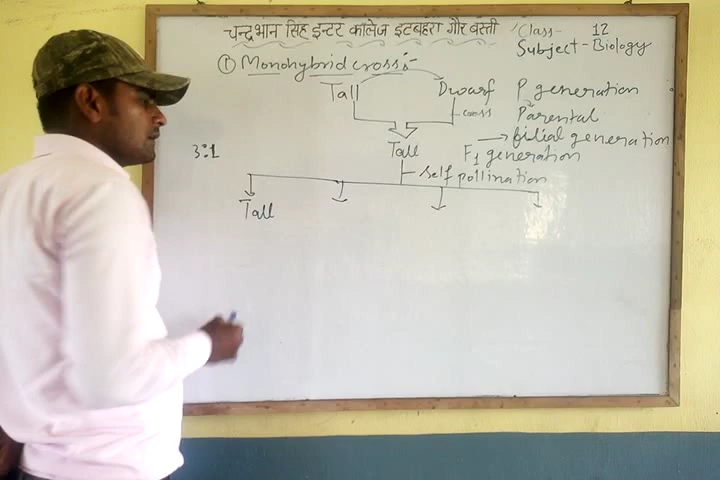 चन्द्रभान सिंह इन्टर कालेज इटबहरा गौर बस्ती
Class- 12
Subject-Biology
① Monohybrid cross:-
Tall Dwarf P generation
cross Parental
→ filial generation
3:1 Tall F1 generation
self pollination
Tall